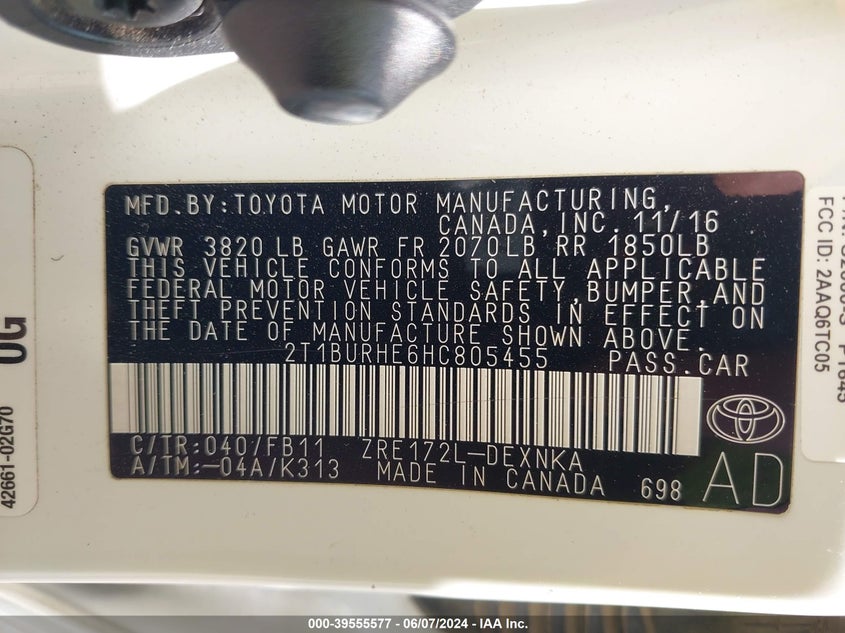 MFD.BY:TOYOTA MOTOR MANUFACTURING,
CANADA,INC. 11/16
GVWR 3820 LB GAWR FR 2070LB RR 1850LB
THIS VEHICLE CONFORMS TO ALL APPLICABLE
FEDERAL MOTOR VEHICLE SAFETY,BUMPER,AND
THEFT PREVENTION STANDARDS IN EFFECT ON
THE DATE OF MANUFACTURE SHOWN ABOVE.
2T1BURHE6HC805455 PASS.CAR
C/TR:040/FB11 ZRE172L-DEXNKA
A/TM:-04A/K313 MADE IN CANADA 698 AD
42661-02G70
0G
FCC ID: 2AAQ6TC05
000-39555577 - 06/07/2024 - IAA Inc.